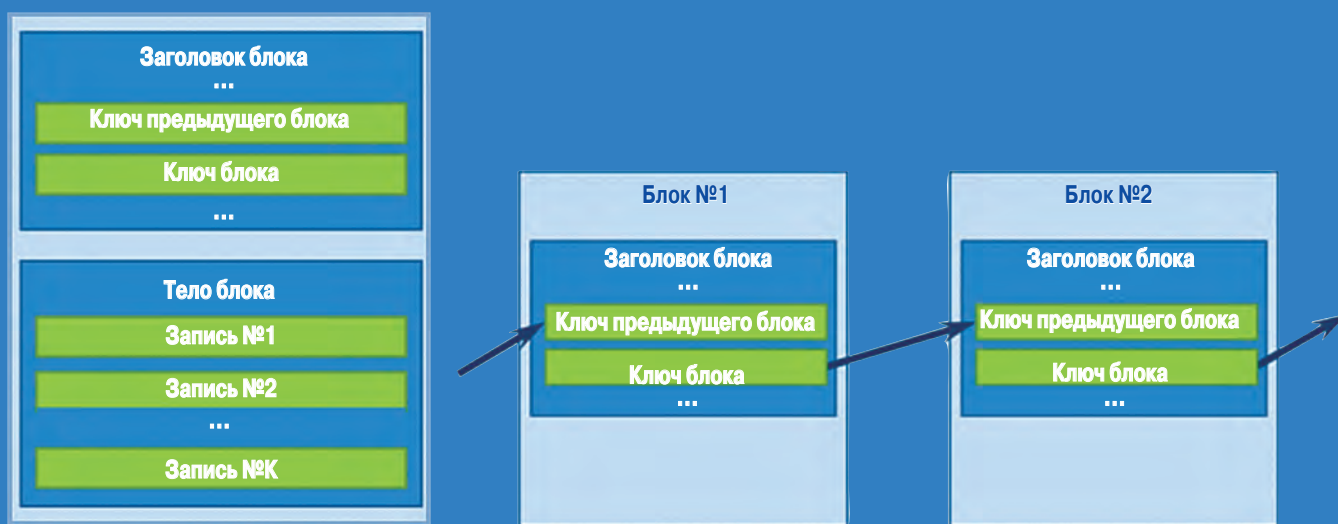 Заголовок блока
...
Ключ предыдущего блока
Ключ блока
...
Тело блока
Запись №1
Запись №2
...
Запись №К
Блок №1
Заголовок блока
...
Ключ предыдущего блока
Ключ блока
...
Блок №2
Заголовок блока
...
Ключ предыдущего блока
Ключ блока
...